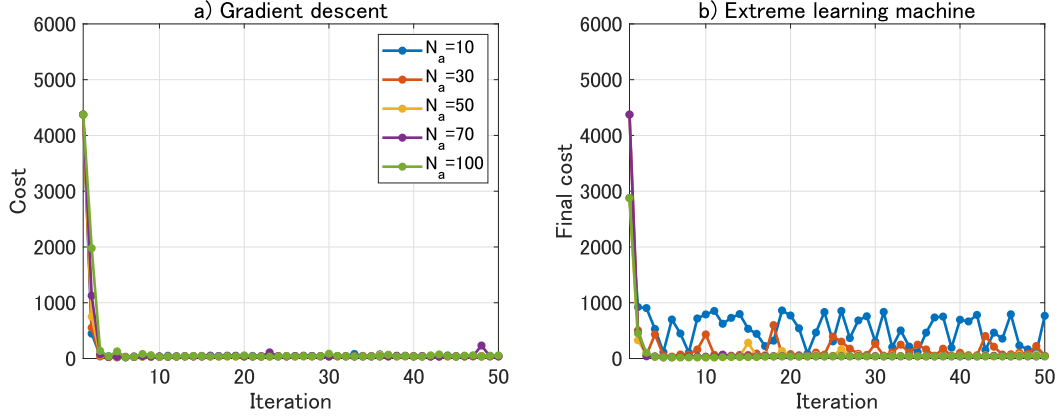 a) Gradient descent
6000
5000
4000
3000
2000
1000
0
Cost
10
20
30
40
50
Iteration
N_a=10
N_a=30
N_a=50
N_a=70
N_a=100
b) Extreme learning machine
6000
5000
4000
3000
2000
1000
0
Final cost
10
20
30
40
50
Iteration